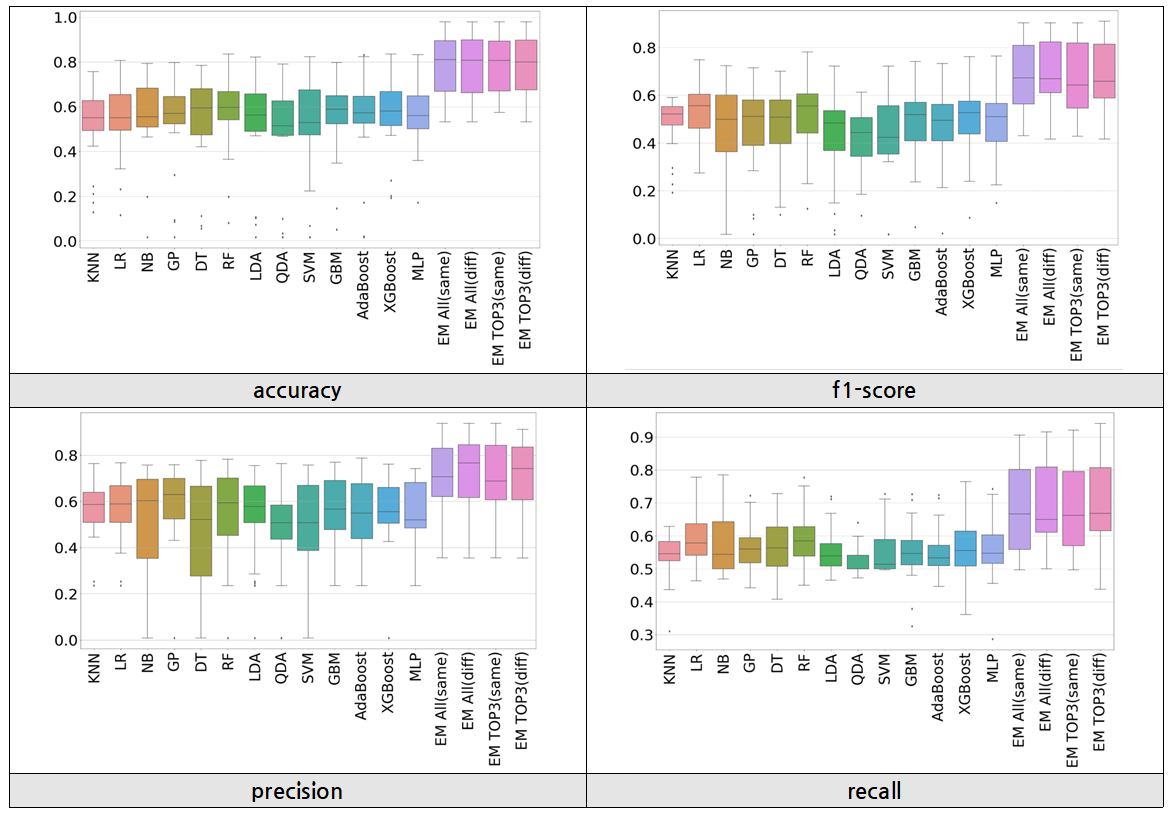 1.0
0.8
0.6
0.4
0.2
0.0
KNN
LR
NB
GP
DT
RF
LDA
QDA
SVM
GBM
AdaBoost
XGBoost
MLP
EM All(same)
EM All(diff)
EM TOP3(same)
EM TOP3(diff)
accuracy
0.8
0.6
0.4
0.2
0.0
KNN
LR
NB
GP
DT
RF
LDA
QDA
SVM
GBM
AdaBoost
XGBoost
MLP
EM All(same)
EM All(diff)
EM TOP3(same)
EM TOP3(diff)
f1-score
0.8
0.6
0.4
0.2
0.0
KNN
LR
NB
GP
DT
RF
LDA
QDA
SVM
GBM
AdaBoost
XGBoost
MLP
EM All(same)
EM All(diff)
EM TOP3(same)
EM TOP3(diff)
precision
0.9
0.8
0.7
0.6
0.5
0.4
0.3
KNN
LR
NB
GP
DT
RF
LDA
QDA
SVM
GBM
AdaBoost
XGBoost
MLP
EM All(same)
EM All(diff)
EM TOP3(same)
EM TOP3(diff)
recall